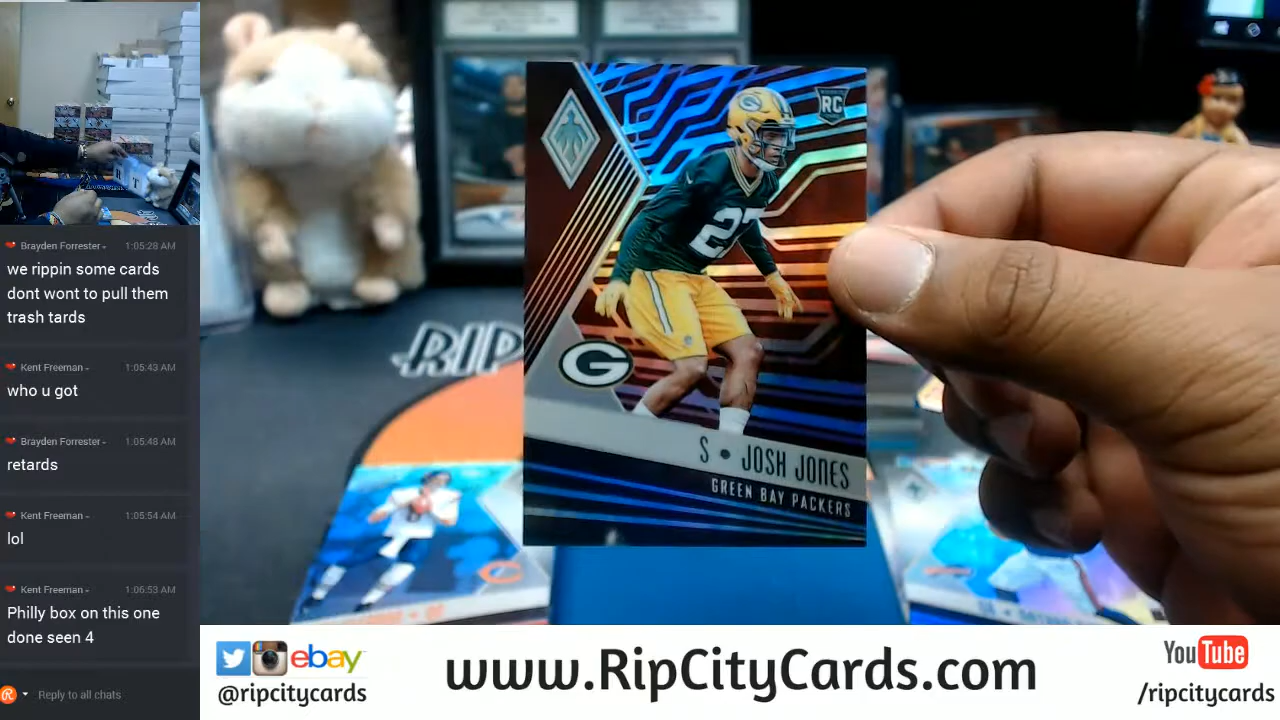 Brayden Forrester 1:05:28 AM
we rippin some cards
dont wont to pull them
trash tards
Kent Freeman 1:05:43 AM
who u got
Brayden Forrester 1:05:48 AM
retards
Kent Freeman 1:05:54 AM
lol
Kent Freeman 1:06:53 AM
Philly box on this one
done seen 4
Reply to all chats
RC
27
G
S • JOSH JONES
GREEN BAY PACKERS
RIP
ebay
@ripcitycards
www.RipCityCards.com
YouTube
/ripcitycards